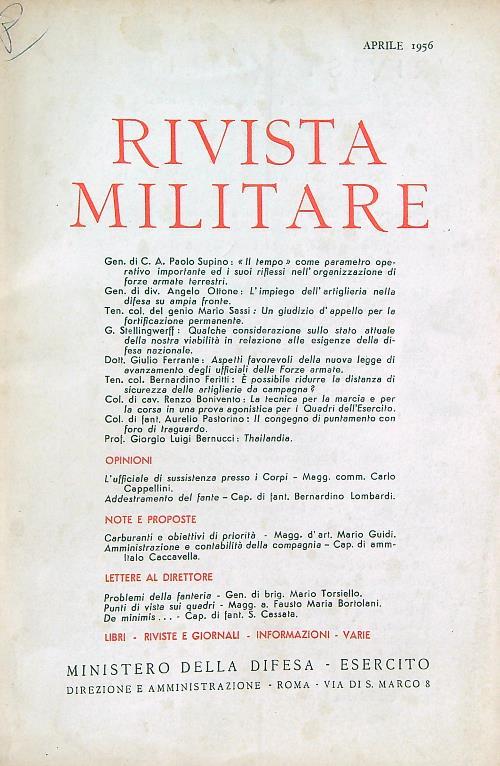 APRILE 1956
RIVISTA
MILITARE
Gen. di C. A. Paolo Supino : « Il tempo » come parametro ope-
rativo importante ed i suoi riflessi nell'organizzazione di
forze armate terrestri.
Gen. di div. Angelo Ottone : L'impiego dell'artiglieria nella
difesa su ampia fronte.
Ten. col. del genio Mario Sassi : Un giudizio d'appello per la
fortificazione permanente.
G. Stellingwerff : Qualche considerazione sullo stato attuale
della nostra viabilità in relazione alle esigenze della di-
fesa nazionale.
Dott. Giulio Ferrante : Aspetti favorevoli della nuova legge di
avanzamento degli ufficiali delle Forze armate.
Ten. col. Bernardino Feritti : È possibile ridurre la distanza di
sicurezza delle artiglierie da campagna ?
Col. di cav. Renzo Bonivento : La tecnica per la marcia e per
la corsa in una prova agonistica per i Quadri dell'Esercito.
Col. di fant. Aurelio Pastorino : Il congegno di puntamento con
foro di traguardo.
Prof. Giorgio Luigi Bernucci : Thailandia.
OPINIONI
L'ufficiale di sussistenza presso i Corpi - Magg. comm. Carlo
Cappellini.
Addestramento del fante - Cap. di fant. Bernardino Lombardi.
NOTE E PROPOSTE
Carburanti e obiettivi di priorità - Magg. d'art. Mario Guidi.
Amministrazione e contabilità della compagnia - Cap. di amm-
Italo Caccavella.
LETTERE AL DIRETTORE
Problemi della fanteria - Gen. di brig. Mario Torsiello.
Punti di vista sui quadri - Magg. a. Fausto Maria Bortolani.
De minimis . . . - Cap. di fant. S. Cassata.
LIBRI - RIVISTE E GIORNALI - INFORMAZIONI - VARIE
MINISTERO DELLA DIFESA - ESERCITO
DIREZIONE E AMMINISTRAZIONE - ROMA - VIA DI S. MARCO 8